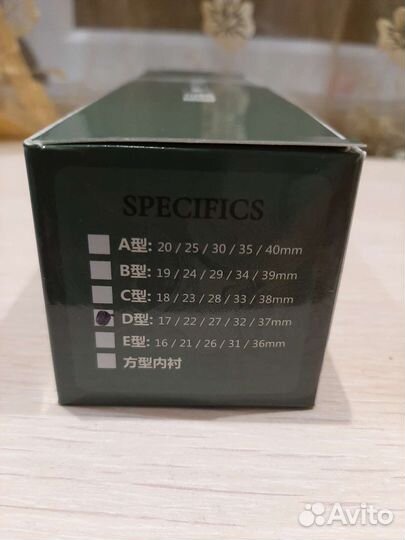 SPECIFICS
A型: 20 / 25 / 30 / 35 / 40mm
B型: 19 / 24 / 29 / 34 / 39mm
C型: 18 / 23 / 28 / 33 / 38mm
D型: 17 / 22 / 27 / 32 / 37mm
E型: 16 / 21 / 26 / 31 / 36mm
方型内衬
Avito